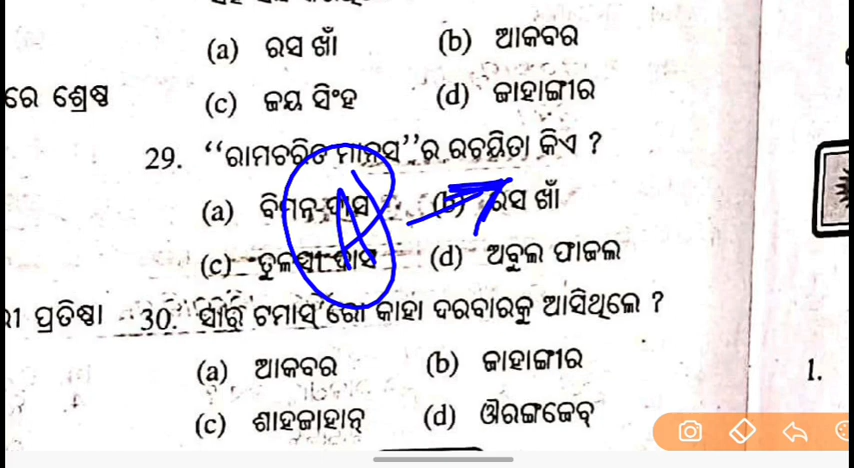 (a) ରସ ଖାଁ (b) ଆକବର
ରେ ଶ୍ରେଷ୍ଠ
(c) ଜୟ ସିଂହ (d) ଜାହାଙ୍ଗୀର
29. ‘‘ରାମଚରିତ ମାନସ’’ର ରଚୟିତା କିଏ ?
(a) ଦାସ (b) ରସ ଖାଁ
(c) ତୁଳସୀ ଦାସ (d) ଅବୁଲ ଫାଜଲ
ୀ ପ୍ରତିଷ୍ଠା
30. ସାର୍ ଟମାସ୍ ରୋ କାହା ଦରବାରକୁ ଆସିଥିଲେ ?
(a) ଆକବର (b) ଜାହାଙ୍ଗୀର
1.
(c) ଶାହଜାହାନ୍ (d) ଔରଙ୍ଗଜେବ୍